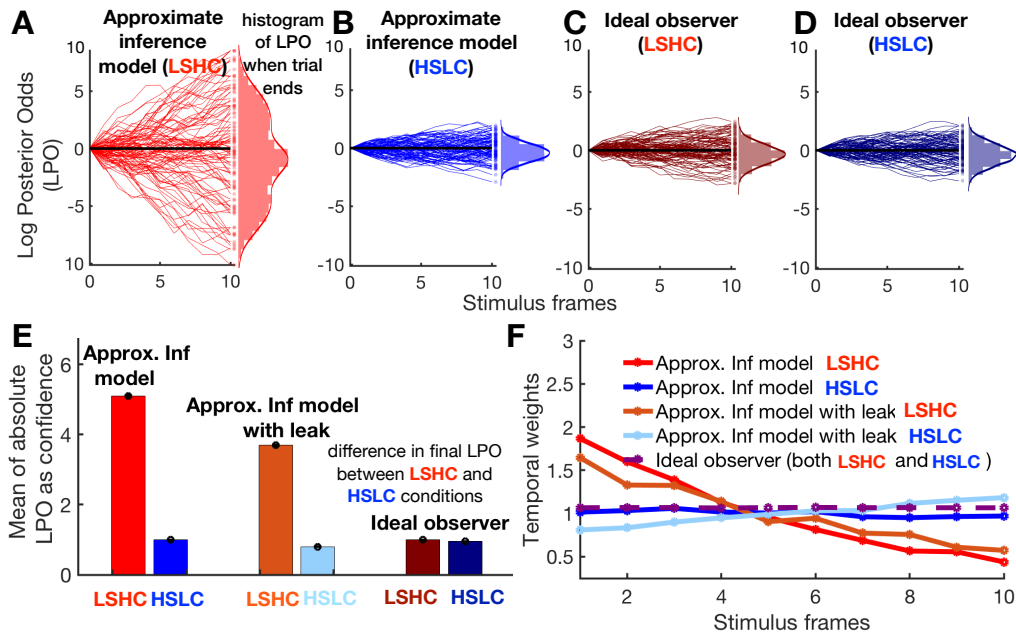 A
Approximate
inference
model (LSHC)
histogram
of LPO
when trial
ends
B
Approximate
inference model
(HSLC)
C
Ideal observer
(LSHC)
D
Ideal observer
(HSLC)
Log Posterior Odds
(LPO)
10
5
0
-5
10
0
5
10
10
5
0
-5
-10
0
5
10
10
5
0
-5
-10
0
5
10
10
5
0
-5
-10
0
5
10
Stimulus frames
E
Mean of absolute
LPO as confidence
6
4
2
0
Approx. Inf
model
Approx. Inf model
with leak
difference in final LPO
between LSHC and
HSLC conditions
Ideal observer
LSHC HSLC
LSHC HSLC
LSHC HSLC
F
Temporal weights
3
2.5
2
1.5
1
0.5
Approx. Inf model LSHC
Approx. Inf model HSLC
Approx. Inf model with leak LSHC
Approx. Inf model with leak HSLC
Ideal observer (both LSHC and HSLC )
2
4
6
8
10
Stimulus frames